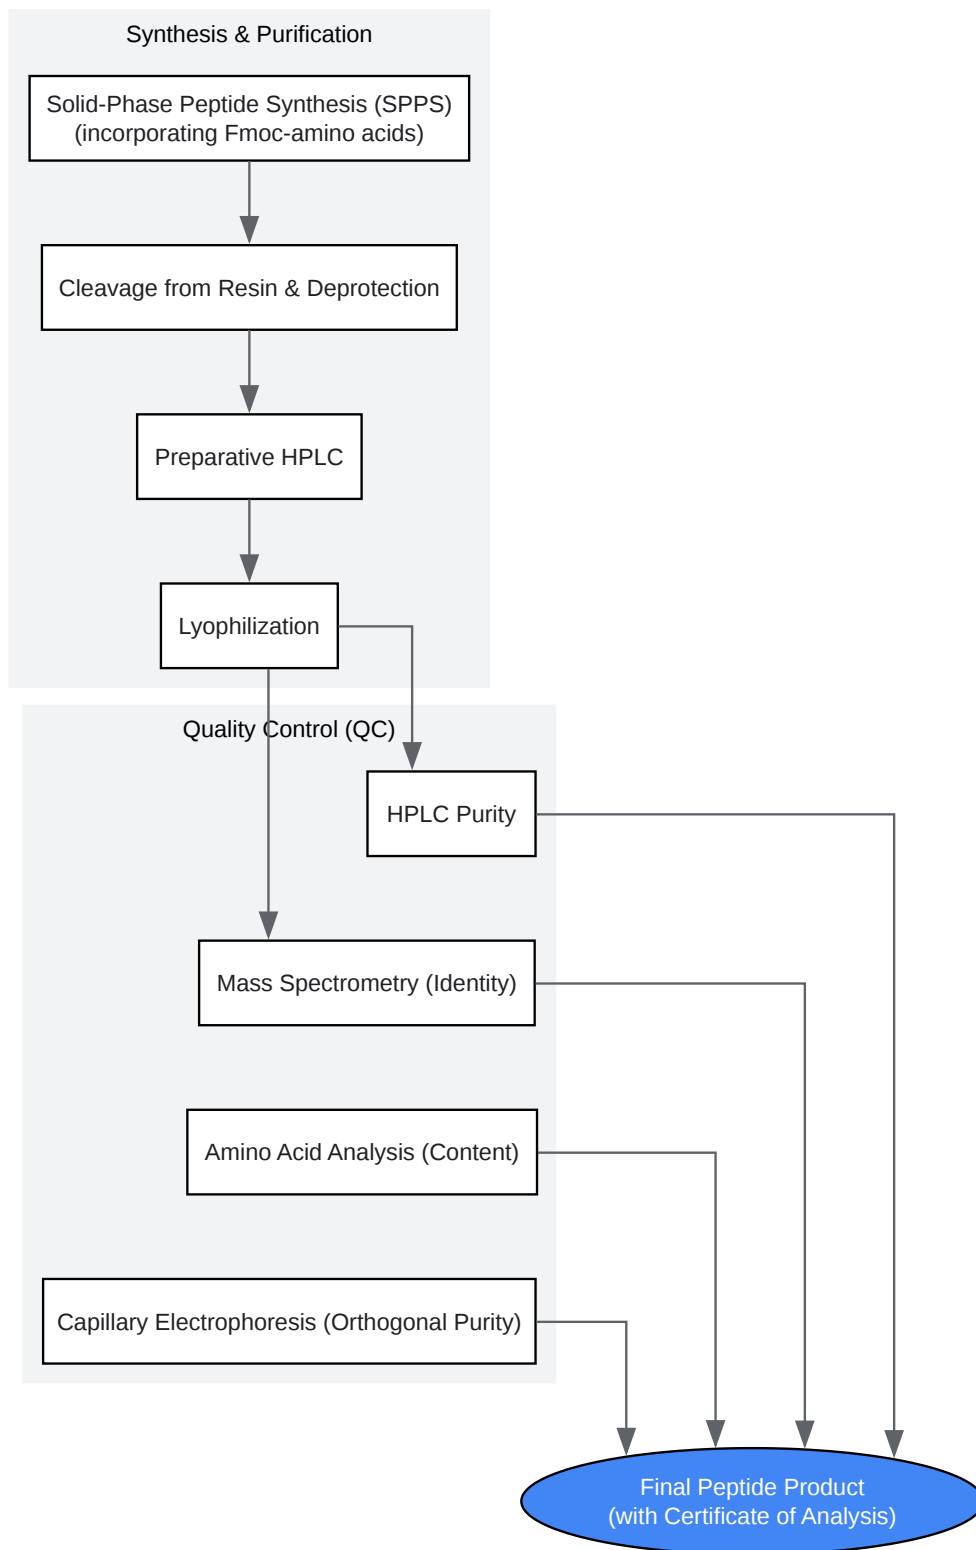 Synthesis & Purification
Solid-Phase Peptide Synthesis (SPPS)
(incorporating Fmoc-amino acids)
Cleavage from Resin & Deprotection
Preparative HPLC
Lyophilization
Quality Control (QC)
HPLC Purity
Mass Spectrometry (Identity)
Amino Acid Analysis (Content)
Capillary Electrophoresis (Orthogonal Purity)
Final Peptide Product
(with Certificate of Analysis)